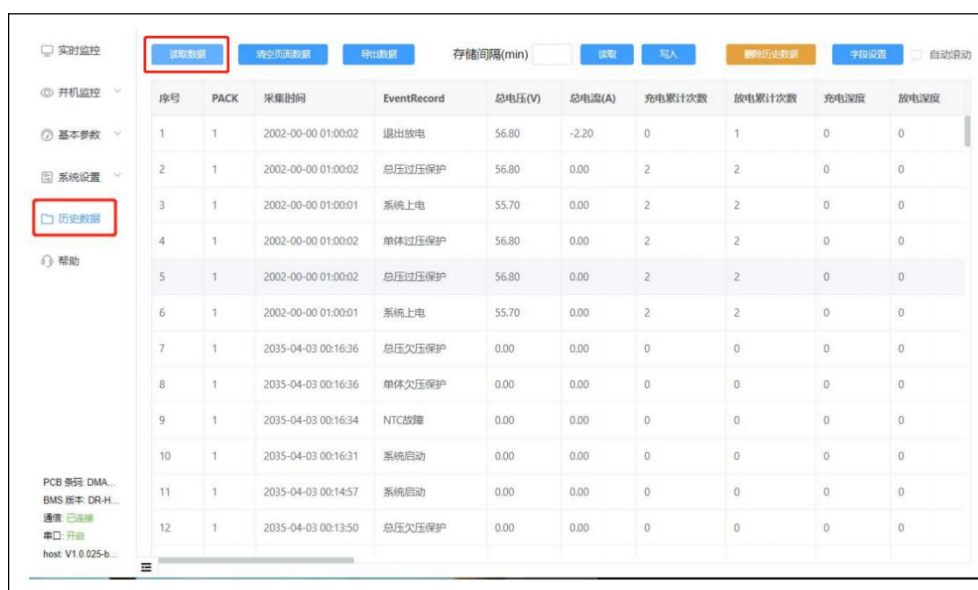 实时监控
并机监控
基本参数
系统设置
历史数据
帮助
PCB 条码: DMA...
BMS 版本: DR-H...
通信: 已连接
串口: 开启
host: V1.0.025-b...
读取数据 清空页面数据 导出数据 存储间隔(min) 读取 写入 删除历史数据 字段设置 自动滚动
序号 PACK 采集时间 EventRecord 总电压(V) 总电流(A) 充电累计次数 放电累计次数 充电深度 放电深度
1 1 2002-00-00 01:00:02 退出放电 56.80 -2.20 0 1 0 0
2 1 2002-00-00 01:00:02 总压过压保护 56.80 0.00 2 2 0 0
3 1 2002-00-00 01:00:01 系统上电 55.70 0.00 2 2 0 0
4 1 2002-00-00 01:00:02 单体过压保护 56.80 0.00 2 2 0 0
5 1 2002-00-00 01:00:02 总压过压保护 56.80 0.00 2 2 0 0
6 1 2002-00-00 01:00:01 系统上电 55.70 0.00 2 2 0 0
7 1 2035-04-03 00:16:36 总压欠压保护 0.00 0.00 0 0 0 0
8 1 2035-04-03 00:16:36 单体欠压保护 0.00 0.00 0 0 0 0
9 1 2035-04-03 00:16:34 NTC故障 0.00 0.00 0 0 0 0
10 1 2035-04-03 00:16:31 系统启动 0.00 0.00 0 0 0 0
11 1 2035-04-03 00:14:57 系统启动 0.00 0.00 0 0 0 0
12 1 2035-04-03 00:13:50 总压欠压保护 0.00 0.00 0 0 0 0